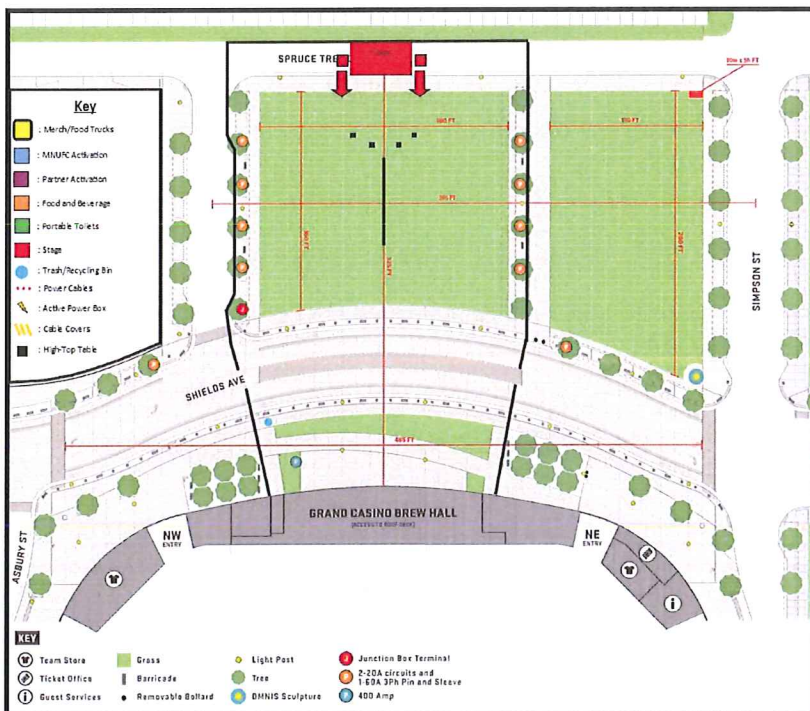 SPRUCE TRE
Key
: Merch/Food Trucks
: MNUFC Activation
: Partner Activation
: Food and Beverage
: Portable Toilets
: Stage
: Trash/Recycling Bin
: Power Cables
: Active Power Box
: Cable Covers
: High-Top Table
SIMPSON ST
SHIELDS AVE
ASBURY ST
GRAND CASINO BREW HALL
NW
ENTRY
NE
ENTRY
KEY
Team Store
Grass
Light Post
J Junction Box Terminal
Ticket Office
Barricade
Tree
P 2-20A circuits and
1-60A 3Ph Pin and Sleeve
i Guest Services
Removable Bollard
OMNIS Sculpture
P 400 Amp